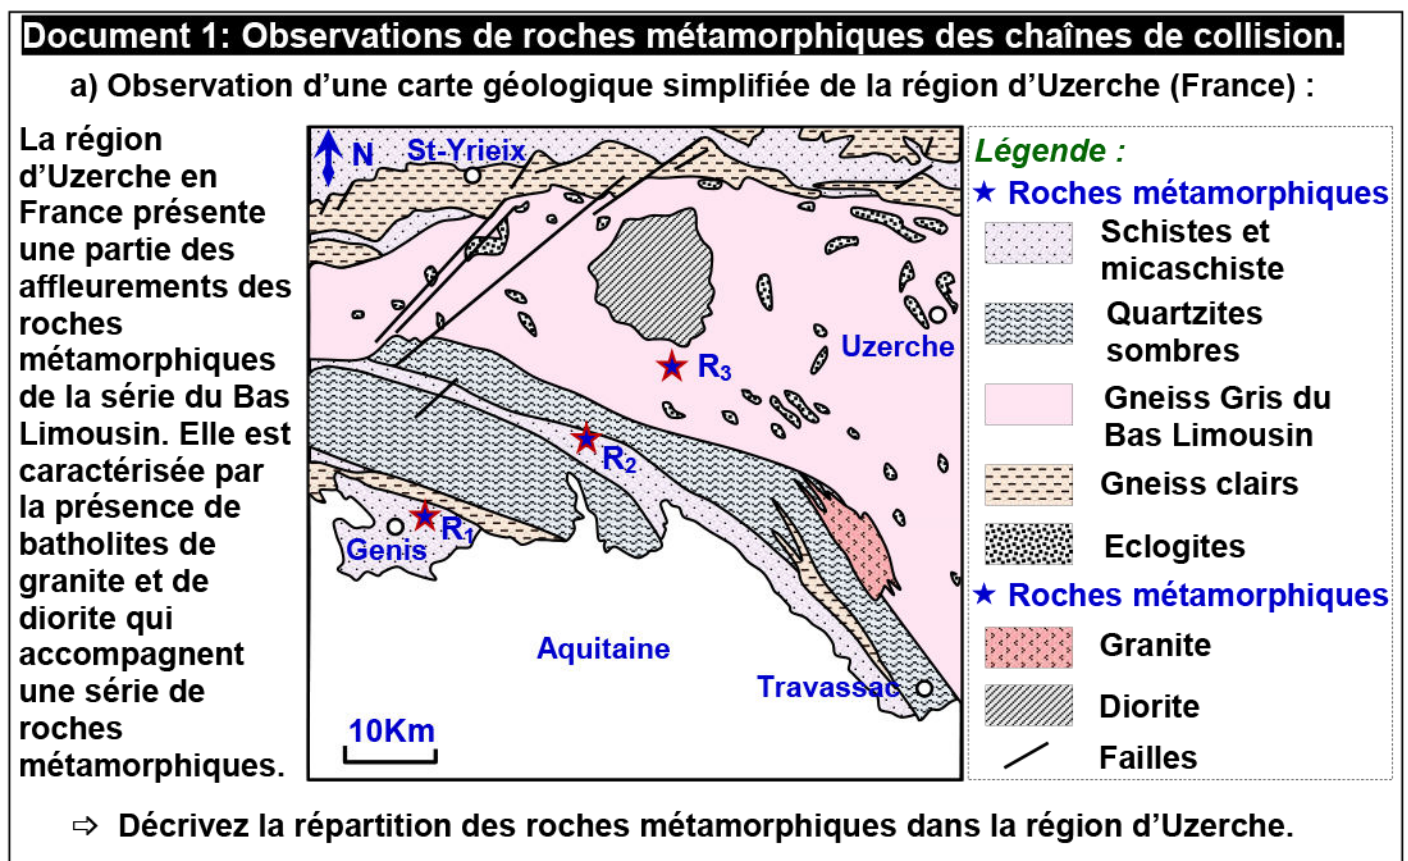 Document 1: Observations de roches métamorphiques des chaînes de collision.
a) Observation d'une carte géologique simplifiée de la région d'Uzerche (France) :
La région
d'Uzerche en
France présente
une partie des
affleurements des
roches
métamorphiques
de la série du Bas
Limousin. Elle est
caractérisée par
la présence de
batholites de
granite et de
diorite qui
accompagnent
une série de
roches
métamorphiques.
N
St-Yrieix
Uzerche
R3
R2
R1
Genis
Aquitaine
Travassac
10Km
Légende :
★ Roches métamorphiques
Schistes et
micaschiste
Quartzites
sombres
Gneiss Gris du
Bas Limousin
Gneiss clairs
Eclogites
★ Roches métamorphiques
Granite
Diorite
Failles
⇨ Décrivez la répartition des roches métamorphiques dans la région d'Uzerche.